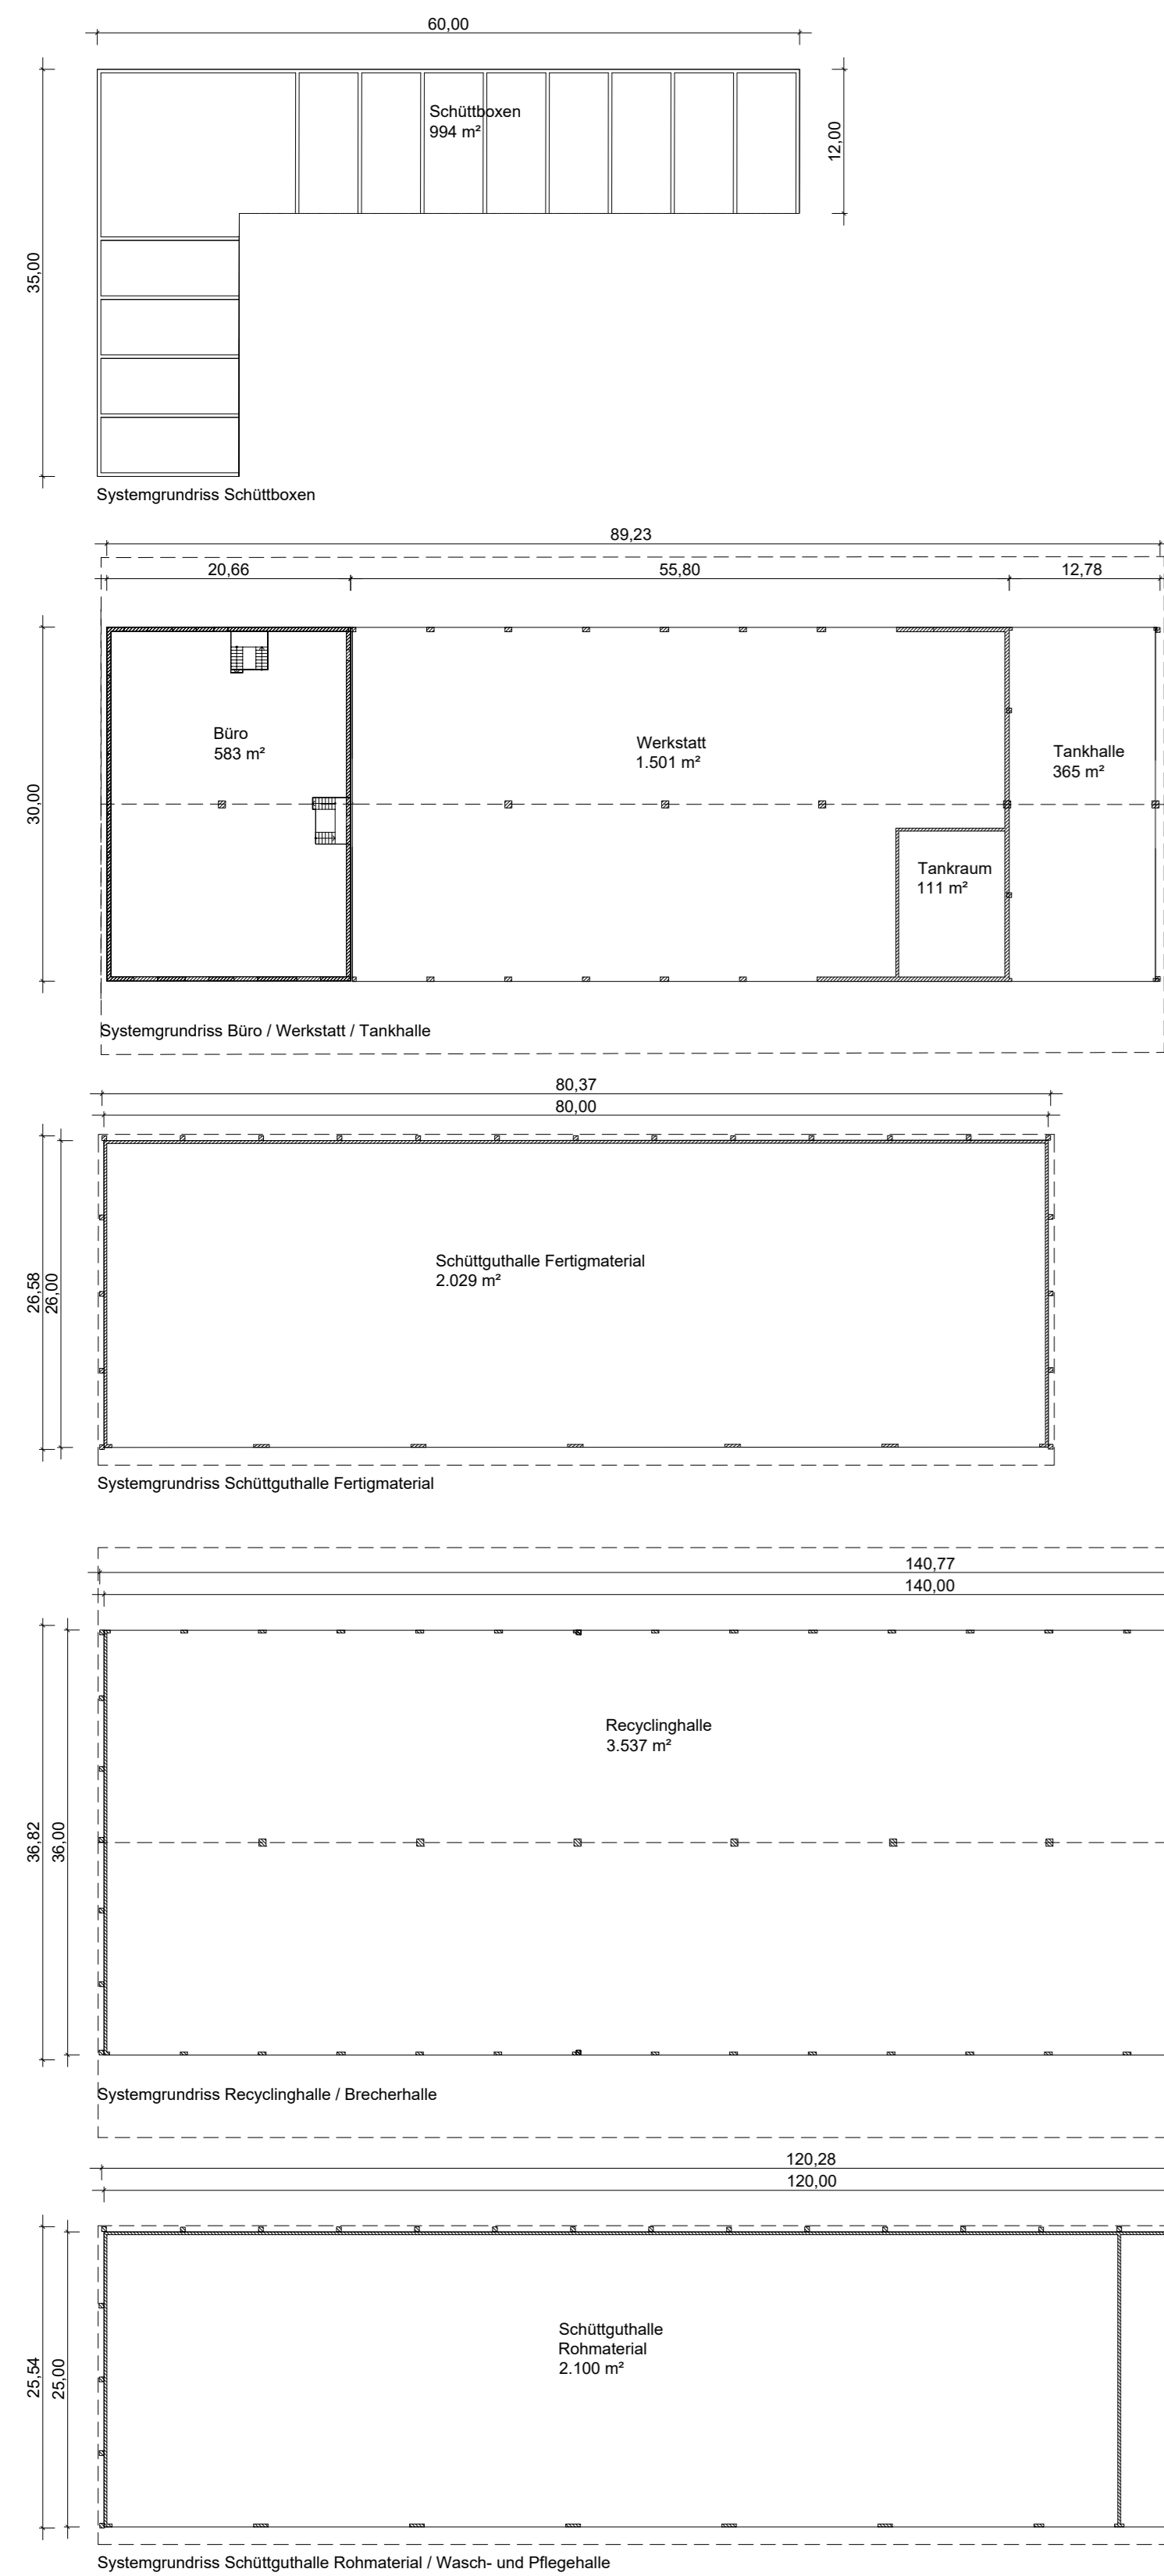 60,00
Schüttboxen
994 m²
12,00
35,00
Systemgrundriss Schüttboxen
89,23
20,66
55,80
12,78
Büro
583 m²
Werkstatt
1.501 m²
Tankhalle
365 m²
30,00
Tankraum
111 m²
Systemgrundriss Büro / Werkstatt / Tankhalle
80,37
80,00
Schüttguthalle Fertigmaterial
2.029 m²
26,58
26,00
Systemgrundriss Schüttguthalle Fertigmaterial
140,77
140,00
Recyclinghalle
3.537 m²
36,82
36,00
Systemgrundriss Recyclinghalle / Brecherhalle
120,28
120,00
Schüttguthalle
Rohmaterial
2.100 m²
25,54
25,00
Systemgrundriss Schüttguthalle Rohmaterial / Wasch- und Pflegehalle